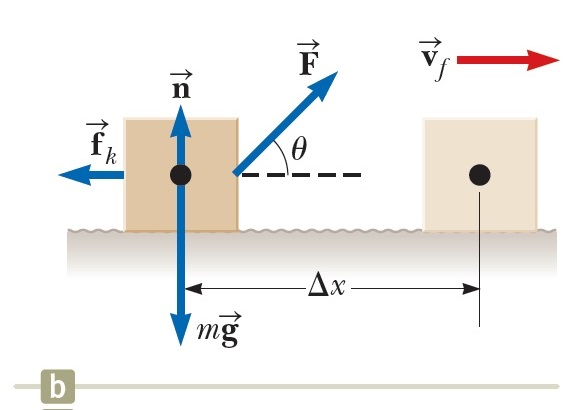 F⃗
v⃗f
n⃗
f⃗k
θ
Δx
mg⃗
b